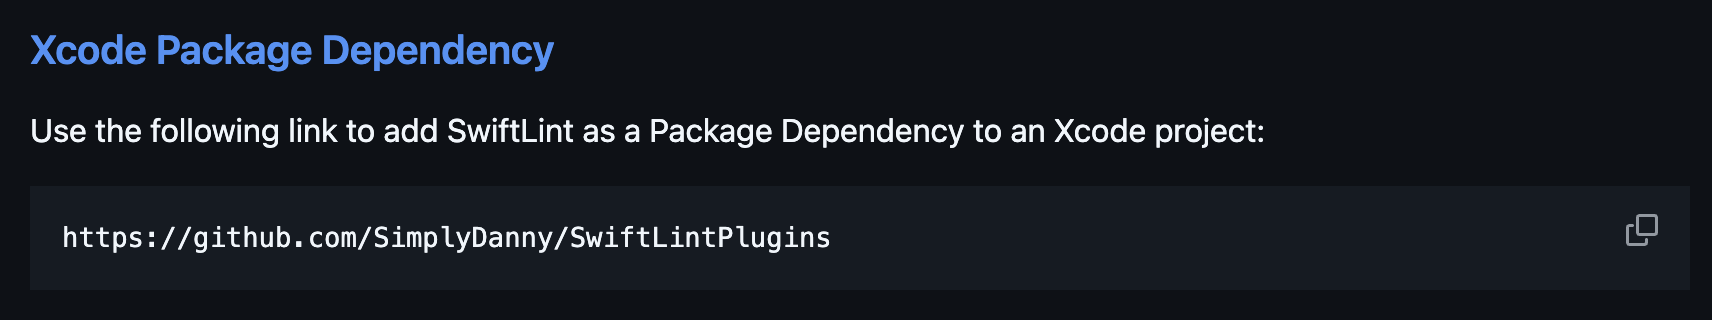 Xcode Package Dependency
Use the following link to add SwiftLint as a Package Dependency to an Xcode project:
https://github.com/SimplyDanny/SwiftLintPlugins